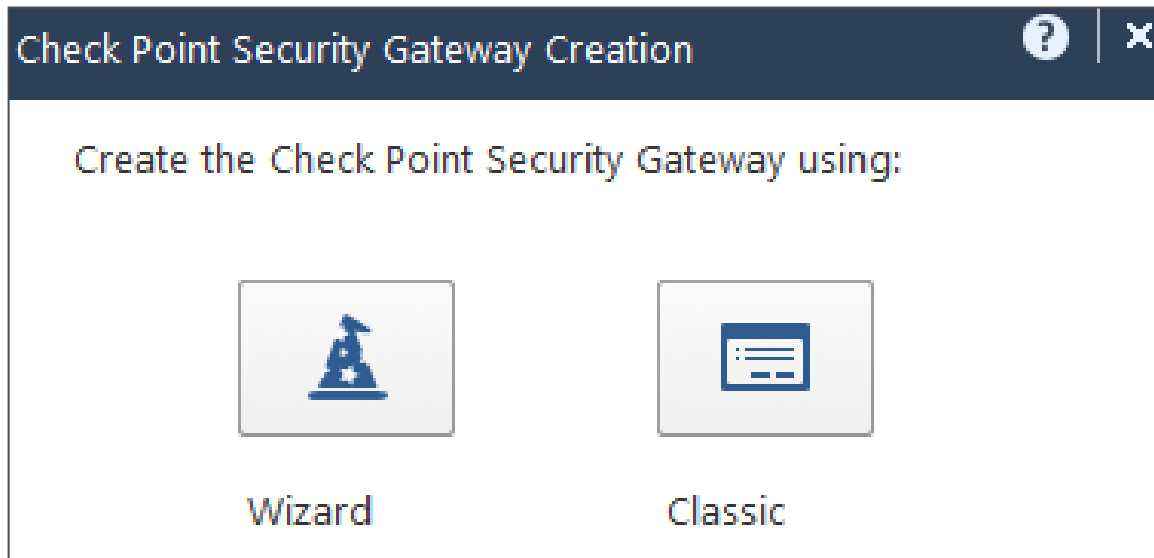 Check Point Security Gateway Creation
Create the Check Point Security Gateway using:
Wizard Classic